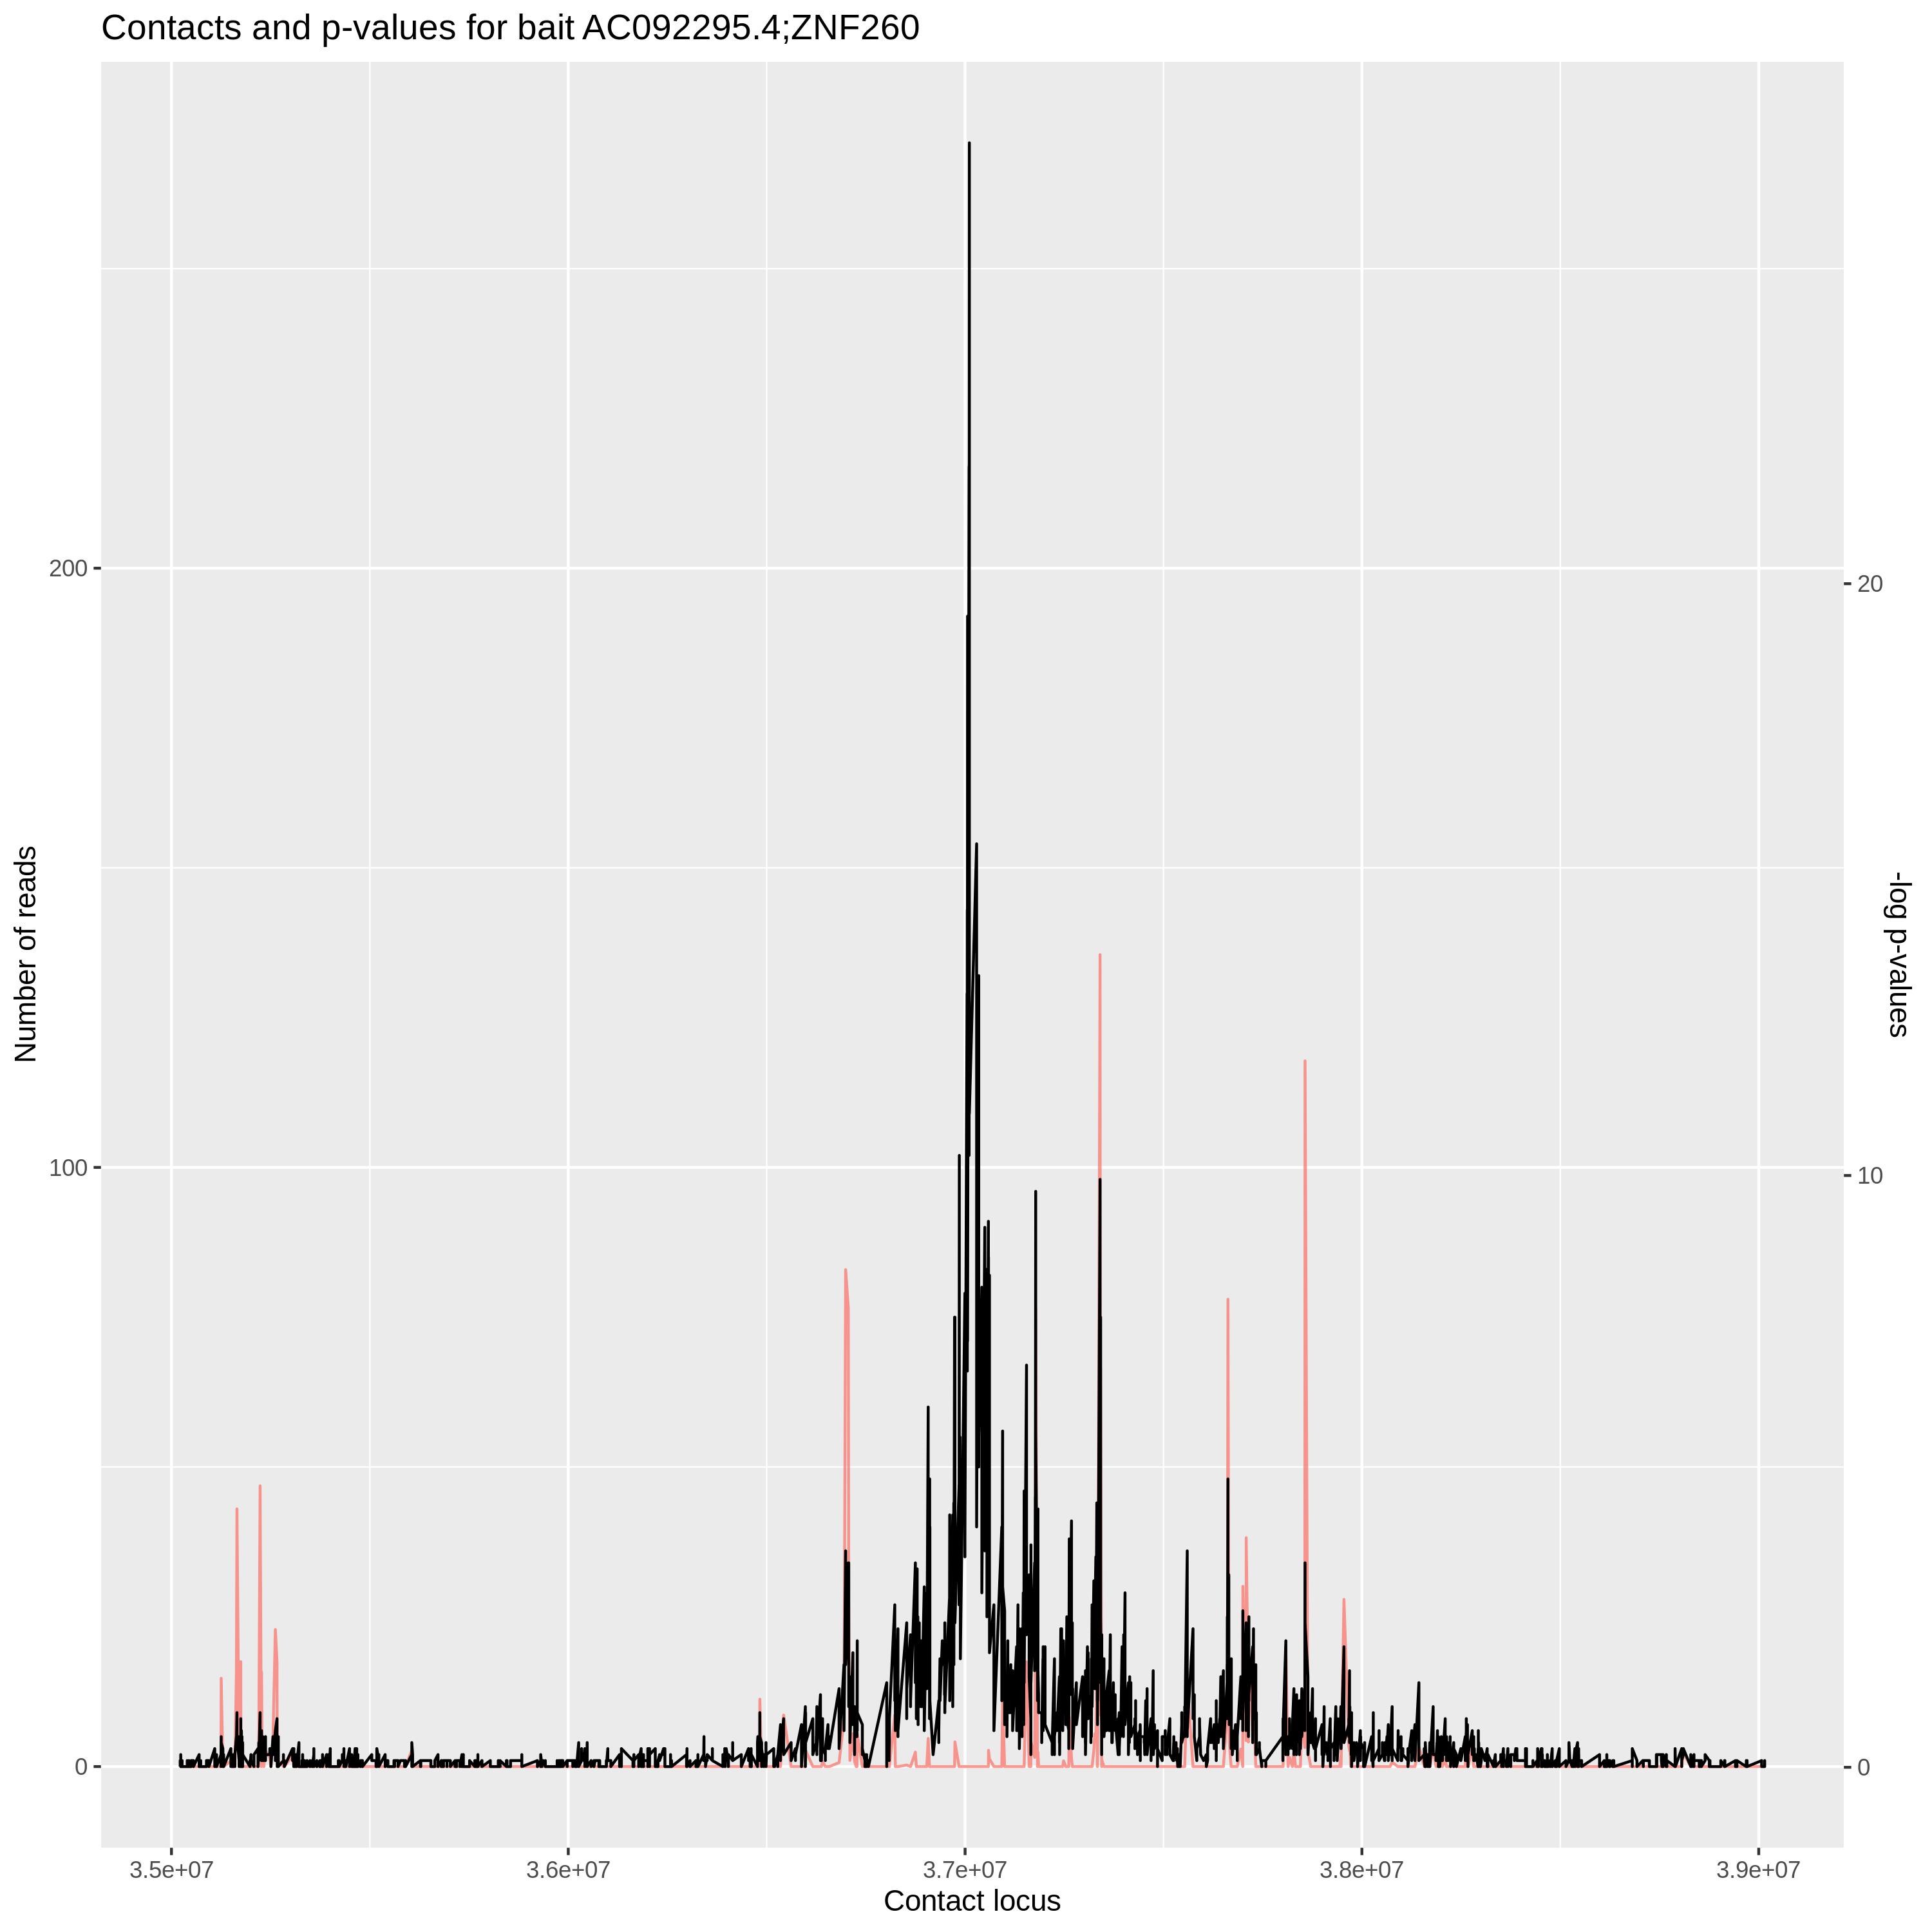 Contacts and p-values for bait AC092295.4;ZNF260
Number of reads
200
100
0
20
10
0
-log p-values
3.5e+07
3.6e+07
3.7e+07
3.8e+07
3.9e+07
Contact locus